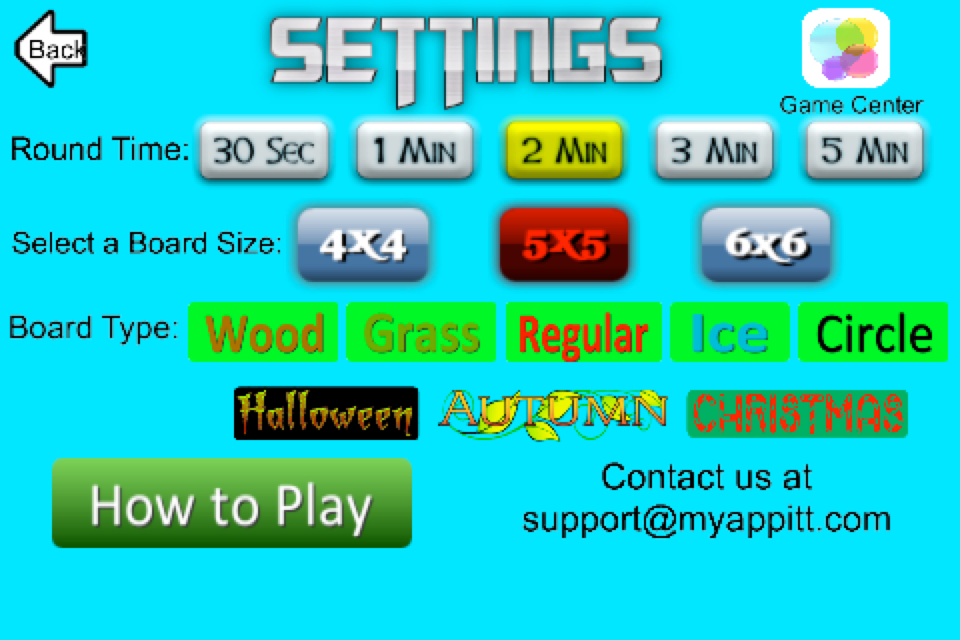 Back
SETTINGS
Game Center
Round Time: 30 Sec 1 Min 2 Min 3 Min 5 Min
Select a Board Size: 4x4 5x5 6x6
Board Type: Wood Grass Regular Ice Circle
Halloween AUTUMN CHRISTMAS
How to Play
Contact us at
support@myappitt.com